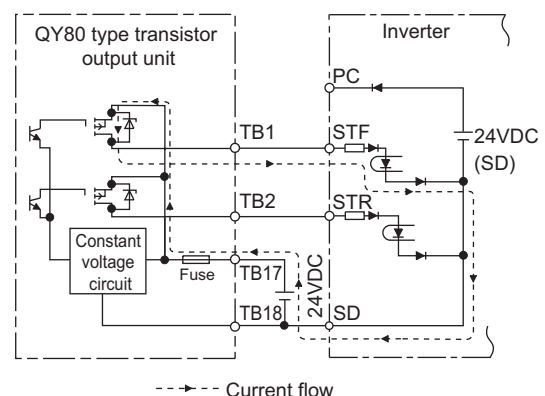 QY80 type transistor
output unit
Inverter
PC
TB1
STF
24VDC
(SD)
TB2
STR
Constant
voltage
circuit
Fuse
TB17
24VDC
TB18
SD
Current flow